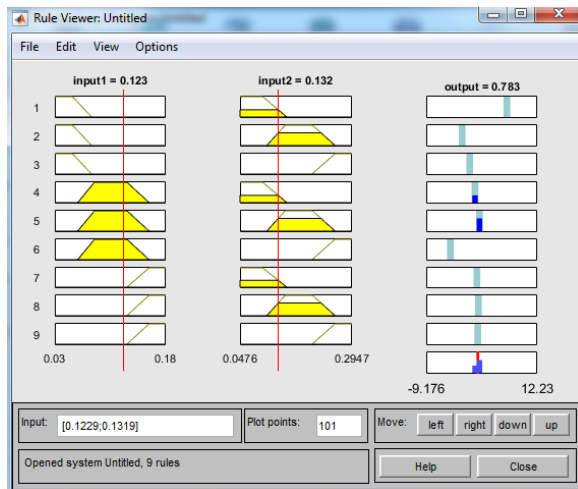 Rule Viewer: Untitled
File Edit View Options
input1 = 0.123 input2 = 0.132 output = 0.783
1
2
3
4
5
6
7
8
9
0.03 0.18 0.0476 0.2947
-9.176 12.23
Input: [0.1229;0.1319] Plot points: 101 Move: left right down up
Opened system Untitled, 9 rules Help Close